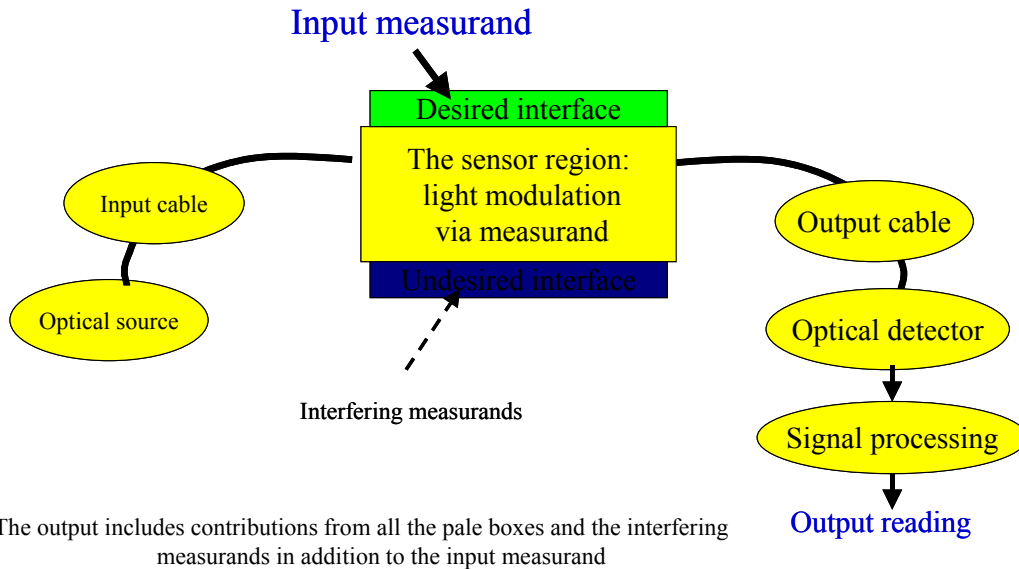 Input measurand
Desired interface
The sensor region:
light modulation
via measurand
Undesired interface
Input cable
Optical source
Output cable
Optical detector
Signal processing
Output reading
Interfering measurands
The output includes contributions from all the pale boxes and the interfering
measurands in addition to the input measurand